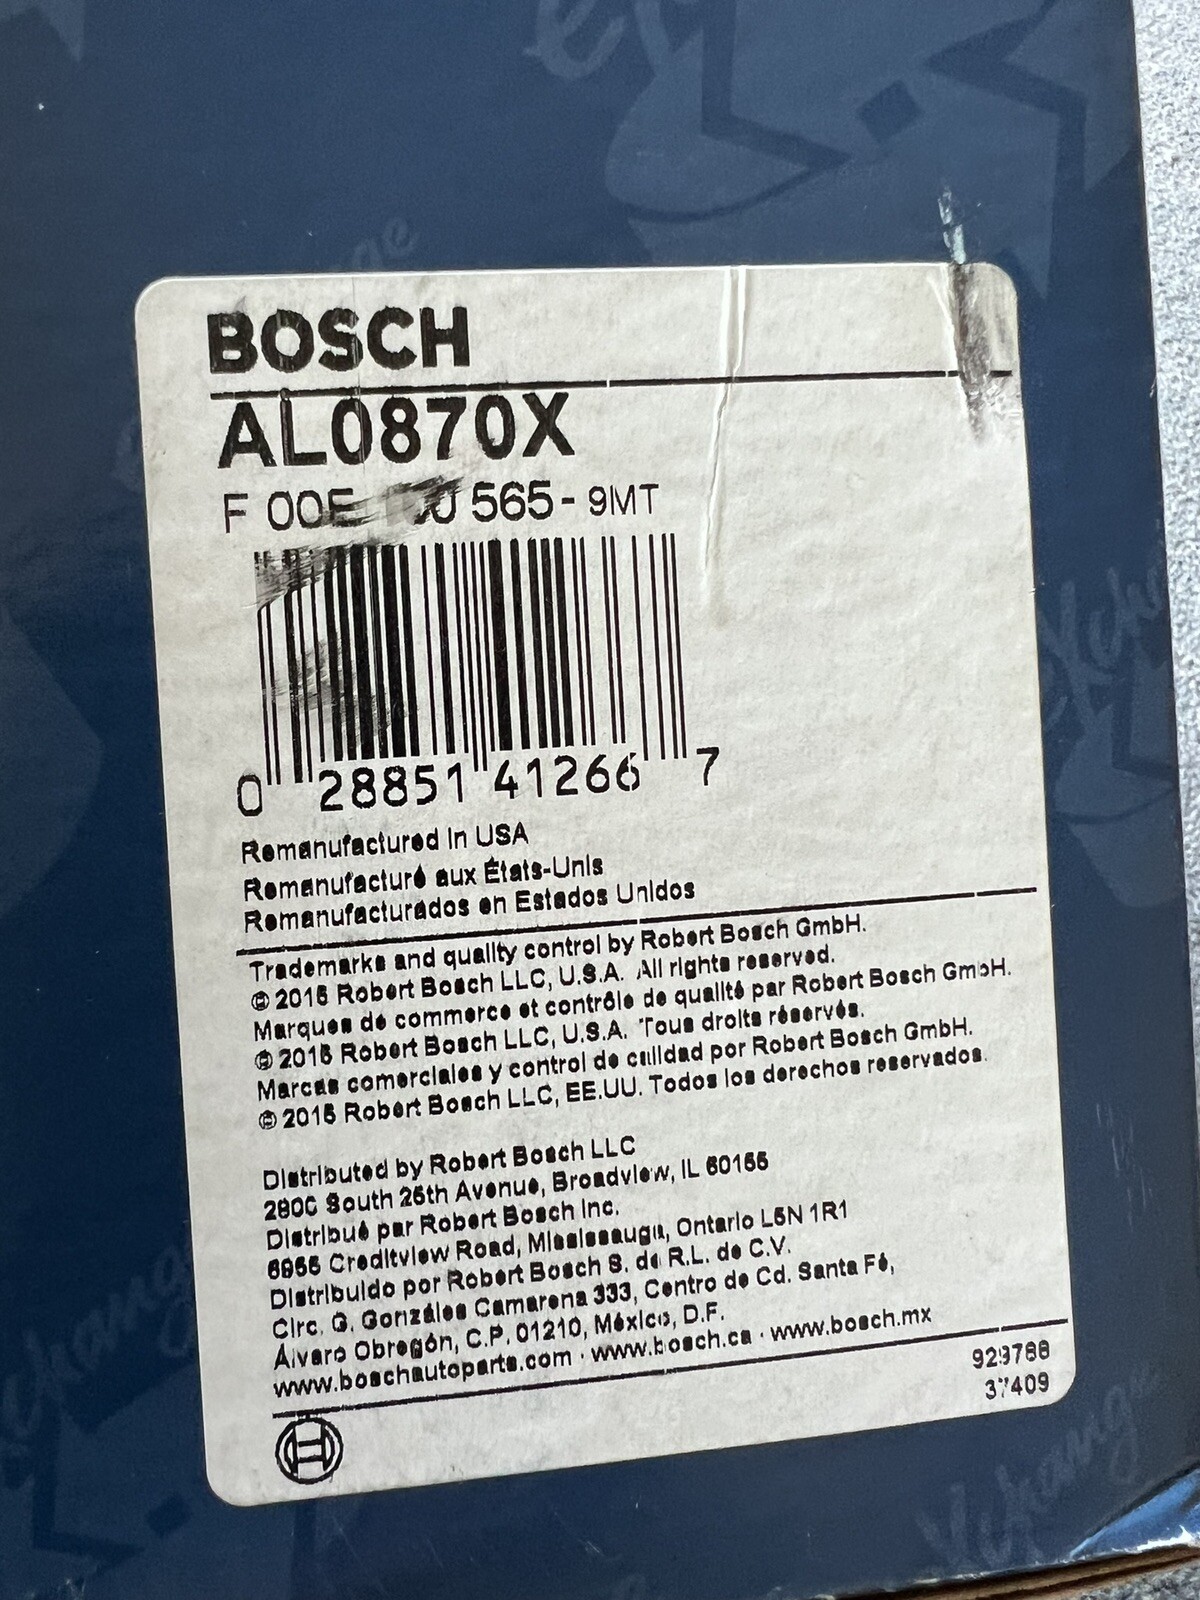 BOSCH
AL0870X
F 00E 565-9MT
0 28851 41266 7
Remanufactured in USA
Remanufacturé aux États-Unis
Remanufacturados en Estados Unidos
Trademarks and quality control by Robert Bosch GmbH.
© Robert Bosch LLC, U.S.A. All rights reserved.
Marques de commerce et contrôle de qualité par Robert Bosch GmbH.
© Robert Bosch LLC, U.S.A. Tous droits réservés.
Marcas comerciales y control de calidad por Robert Bosch GmbH.
© Robert Bosch LLC, EE.UU. Todos los derechos reservados.
Distributed by Robert Bosch LLC
2800 South 25th Avenue, Broadview, IL 60155
Distribué par Robert Bosch Inc.
6955 Creditview Road, Mississauga, Ontario L5N 1R1
Distribuido por Robert Bosch S. de R.L. de C.V.
Circ. G. Gonzáles Camarena 333, Centro de Cd. Santa Fé,
Álvaro Obregón, C.P. 01210, México, D.F.
www.boschautoparts.com · www.bosch.ca · www.bosch.mx
929788
37409